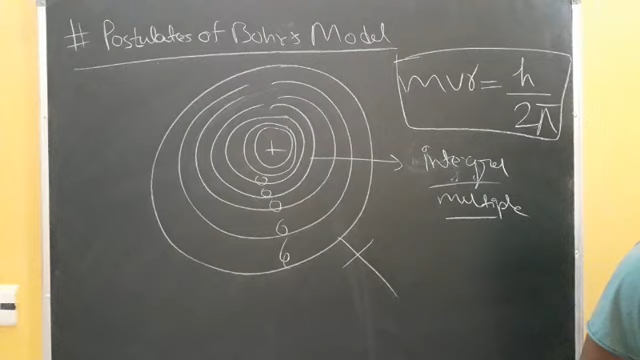 # Postulates of Bohr's Model
mvr = h / 2π
integral
multiple
+